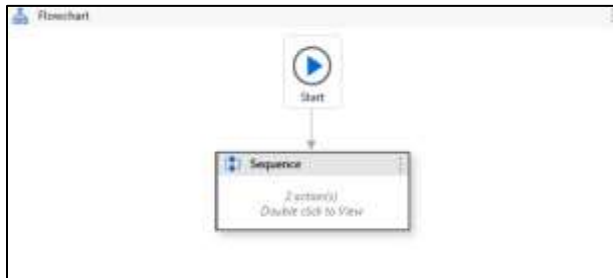 Flowchart
Start
Sequence
2 action(s)
Double click to View